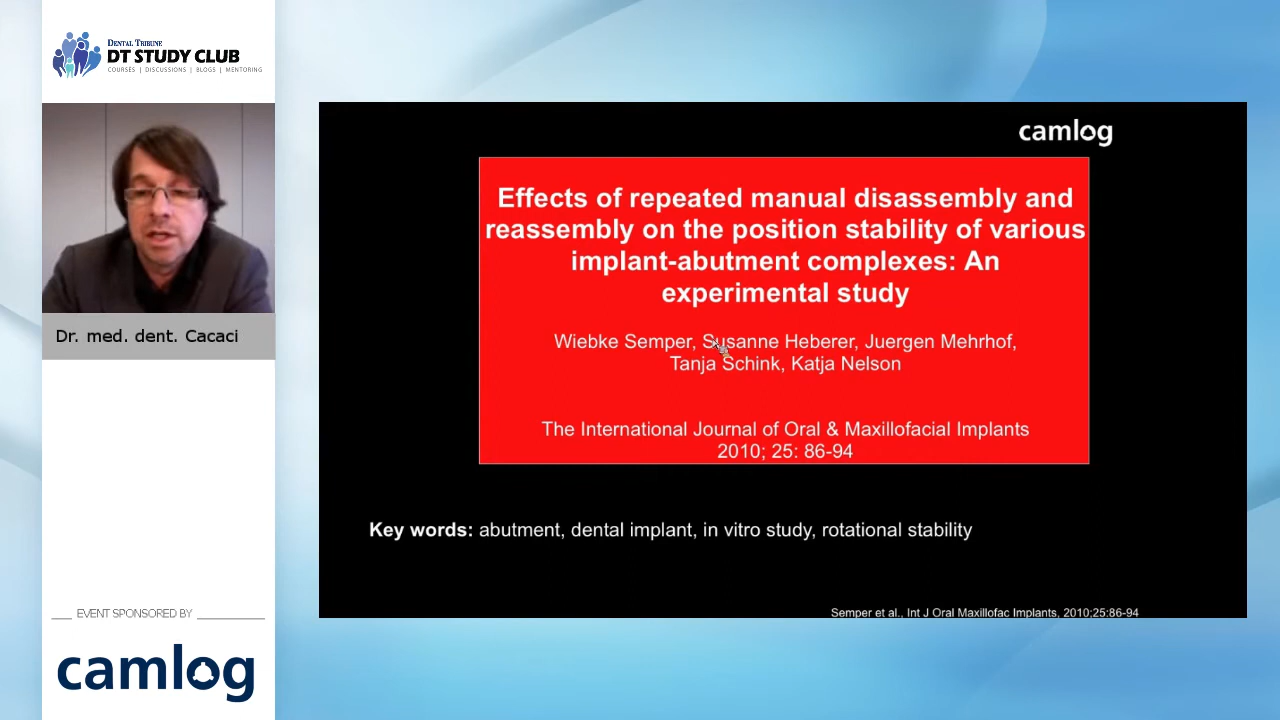 DENTAL TRIBUNE
DT STUDY CLUB
COURSES | DISCUSSIONS | BLOGS | MENTORING
Dr. med. dent. Cacaci
EVENT SPONSORED BY
camlog
camlog
Effects of repeated manual disassembly and
reassembly on the position stability of various
implant-abutment complexes: An
experimental study
Wiebke Semper, Susanne Heberer, Juergen Mehrhof,
Tanja Schink, Katja Nelson
The International Journal of Oral & Maxillofacial Implants
2010; 25: 86-94
Key words: abutment, dental implant, in vitro study, rotational stability
Semper et al., Int J Oral Maxillofac Implants, 2010;25:86-94